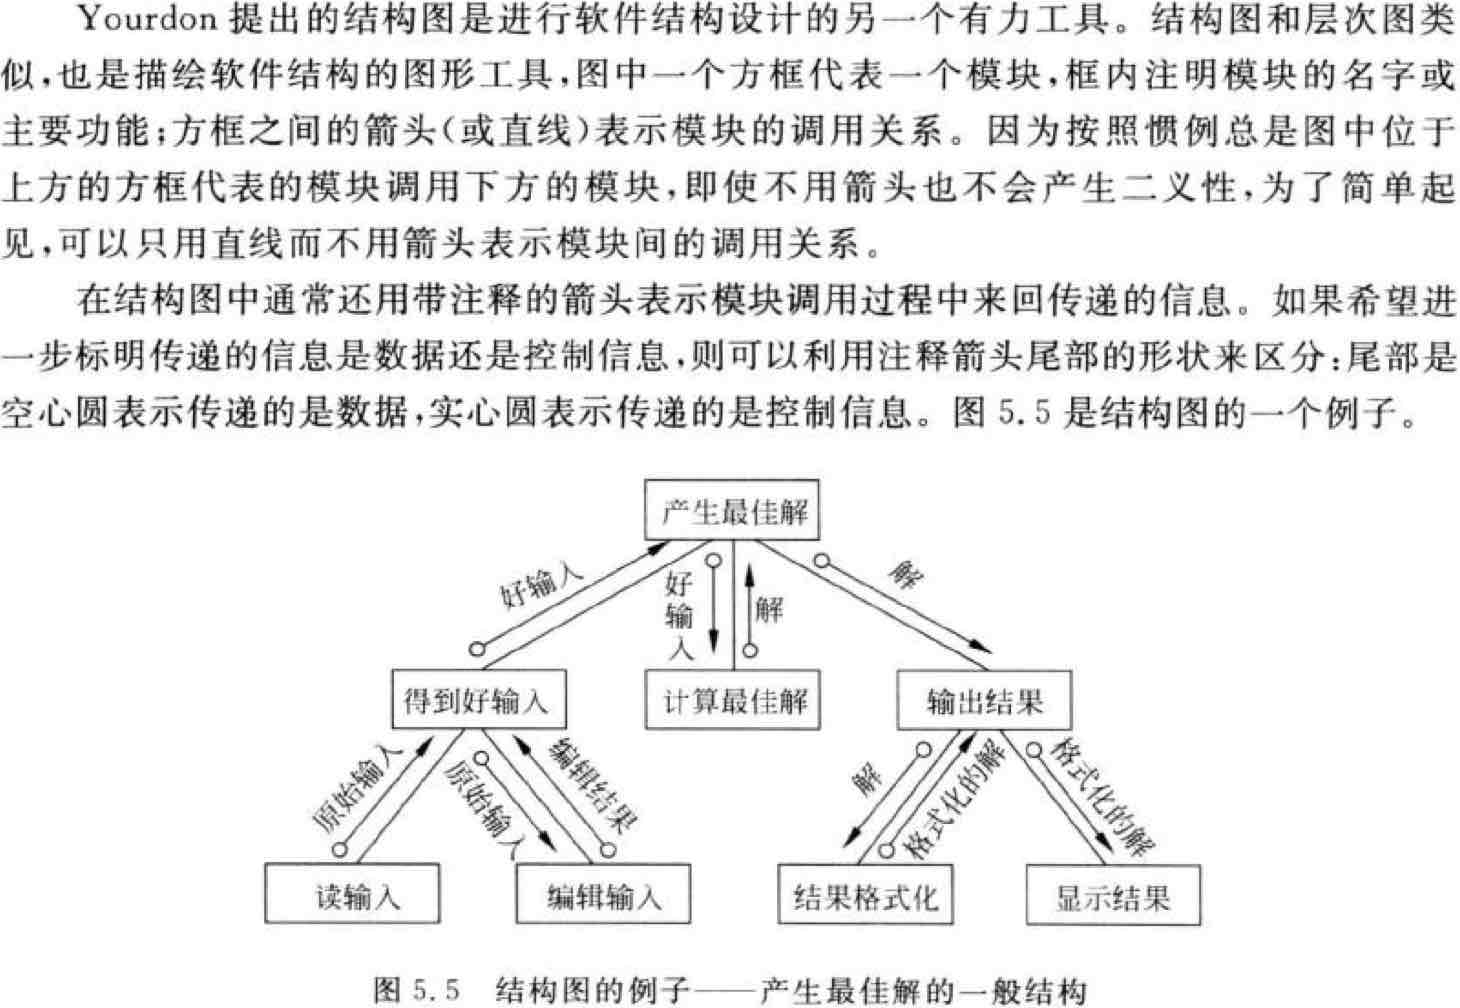 Yourdon 提出的结构图是进行软件结构设计的另一个有力工具。结构图和层次图类
似,也是描绘软件结构的图形工具,图中一个方框代表一个模块,框内注明模块的名字或
主要功能;方框之间的箭头(或直线)表示模块的调用关系。因为按照惯例总是图中位于
上方的方框代表的模块调用下方的模块,即使不用箭头也不会产生二义性,为了简单起
见,可以只用直线而不用箭头表示模块间的调用关系。
在结构图中通常还用带注释的箭头表示模块调用过程中来回传递的信息。如果希望进
一步标明传递的信息是数据还是控制信息,则可以利用注释箭头尾部的形状来区分:尾部是
空心圆表示传递的是数据,实心圆表示传递的是控制信息。图 5.5 是结构图的一个例子。
产生最佳解
好输入
好输入
解
解
得到好输入
计算最佳解
输出结果
原始输入
原始输入
编辑结果
解
格式化的解
格式化的解
读输入
编辑输入
结果格式化
显示结果
图 5.5 结构图的例子——产生最佳解的一般结构